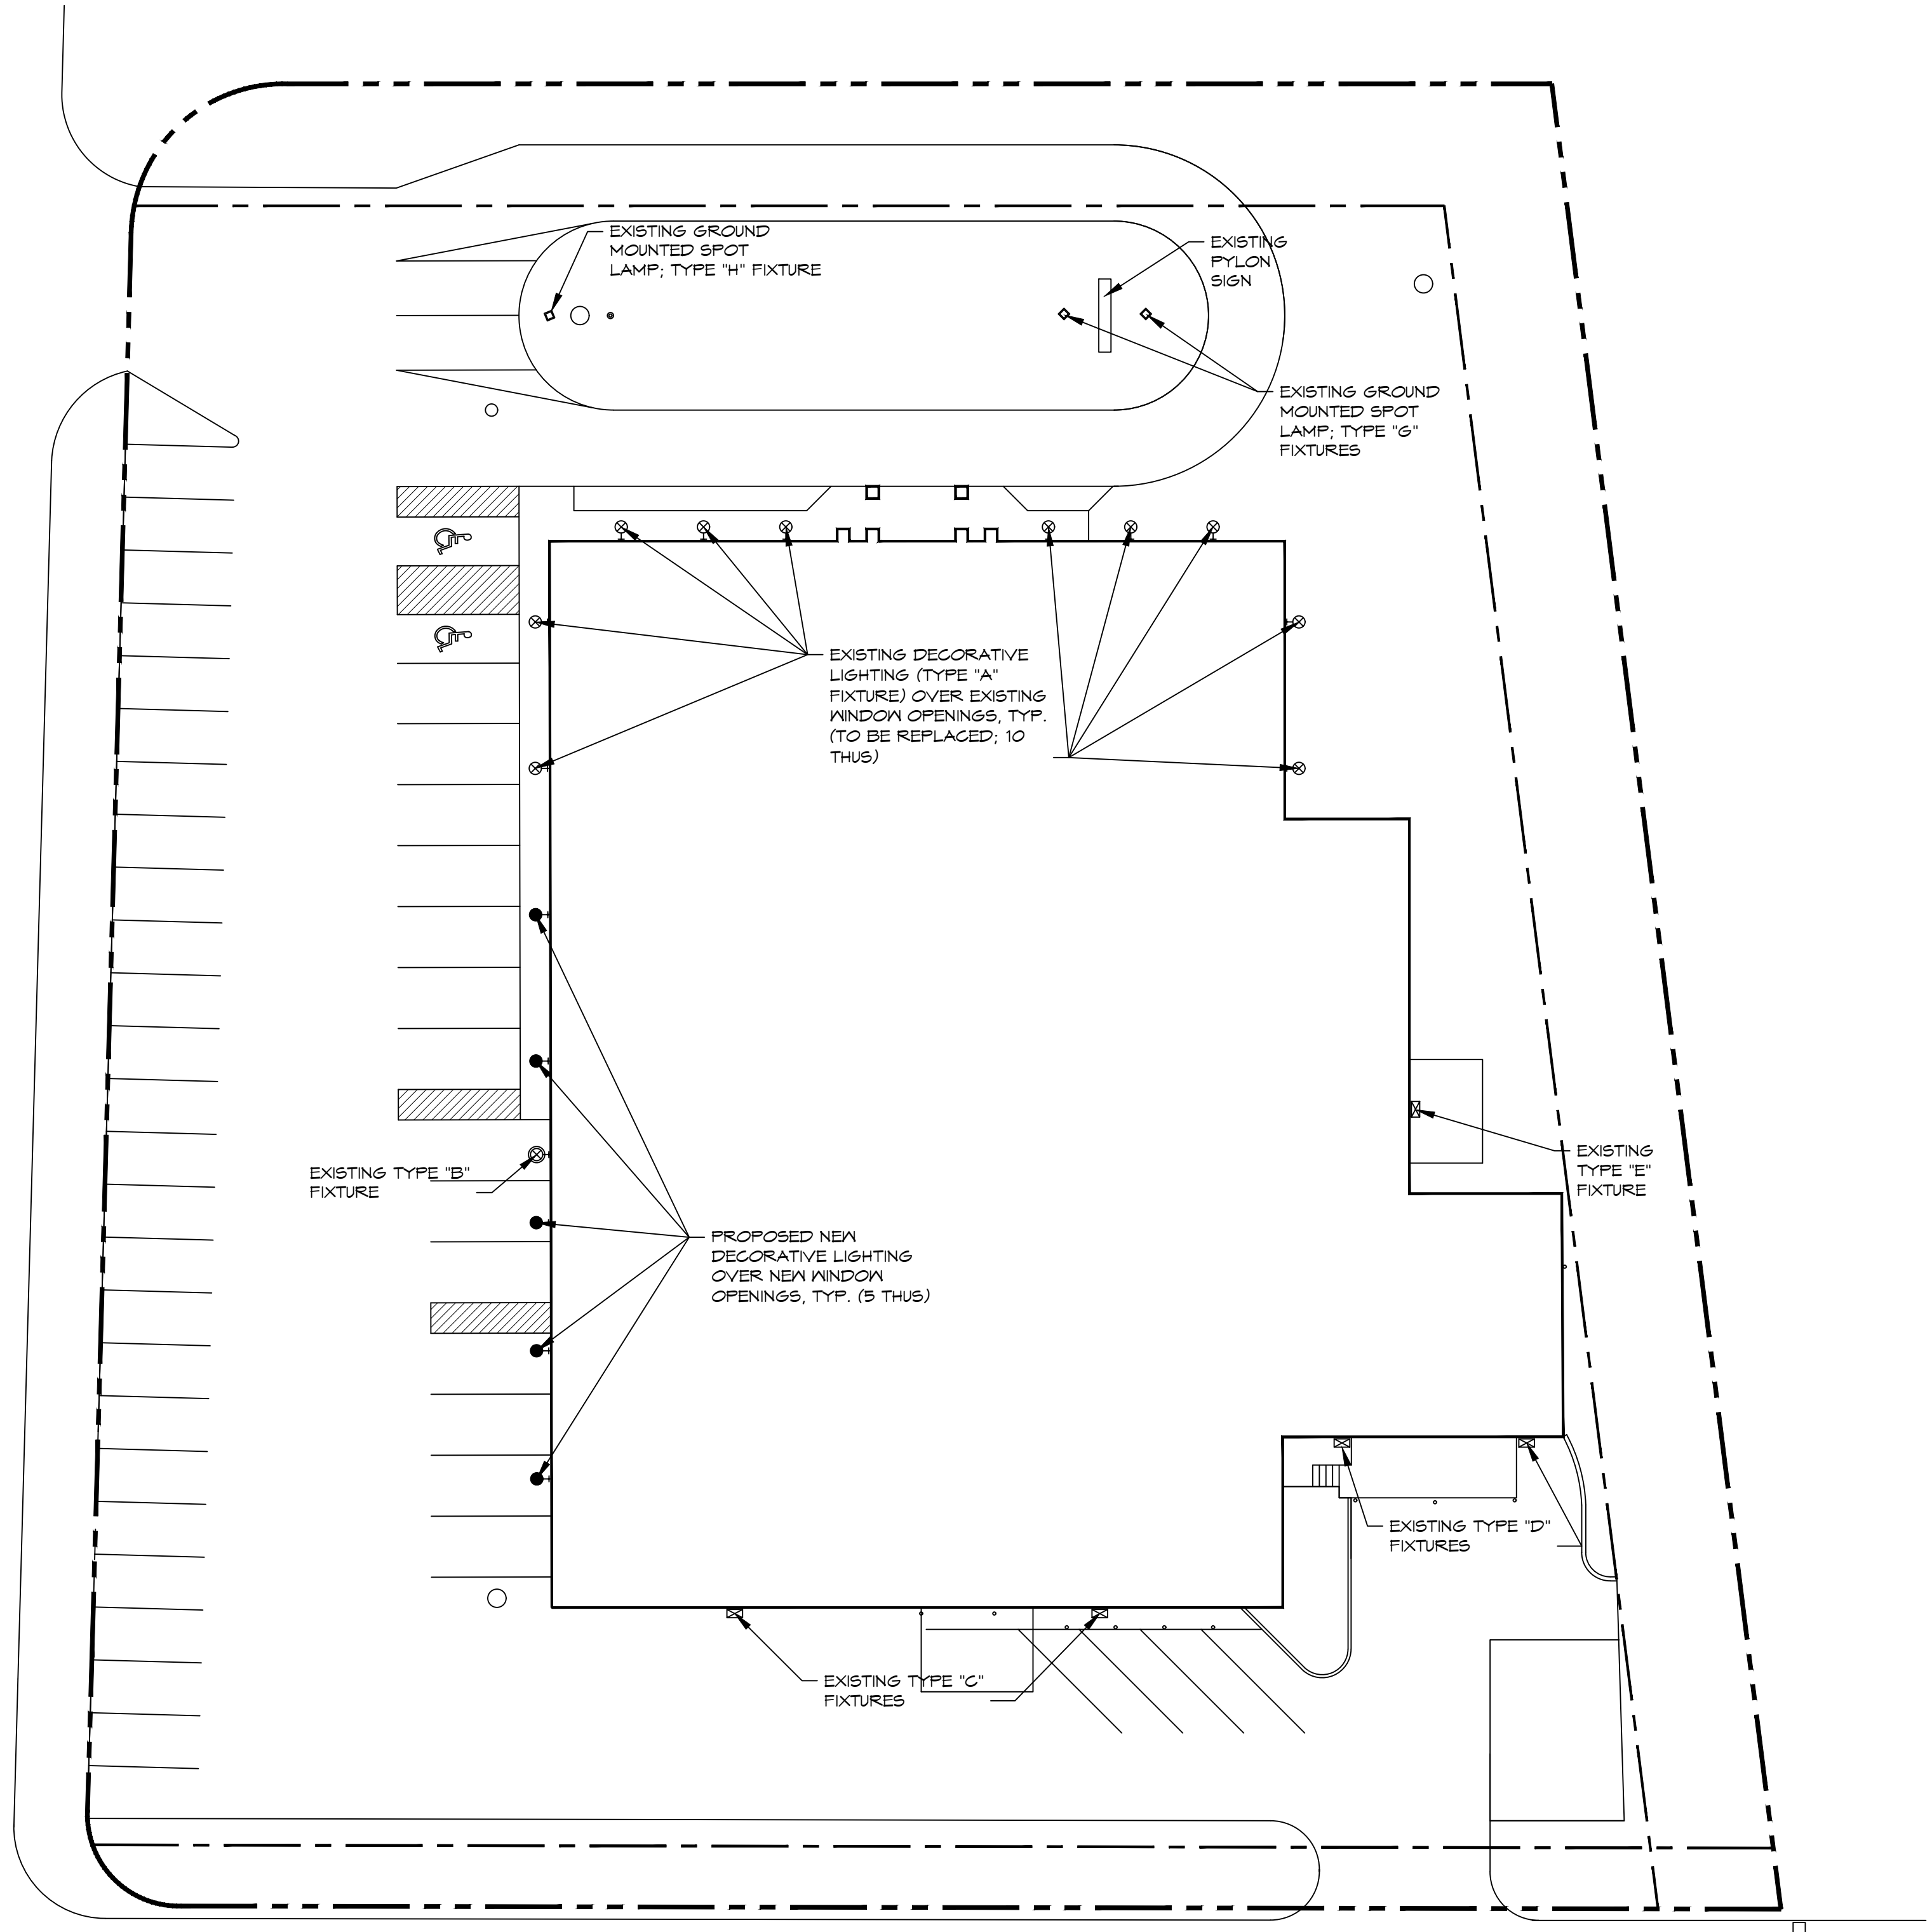 EXISTING GROUND
MOUNTED SPOT
LAMP; TYPE "H" FIXTURE
EXISTING
PYLON
SIGN
EXISTING GROUND
MOUNTED SPOT
LAMP; TYPE "G"
FIXTURES
EXISTING DECORATIVE
LIGHTING (TYPE "A"
FIXTURE) OVER EXISTING
WINDOW OPENINGS, TYP.
(TO BE REPLACED; 10
THUS)
EXISTING TYPE "B"
FIXTURE
EXISTING
TYPE "E"
FIXTURE
PROPOSED NEW
DECORATIVE LIGHTING
OVER NEW WINDOW
OPENINGS, TYP. (5 THUS)
EXISTING TYPE "D"
FIXTURES
EXISTING TYPE "C"
FIXTURES